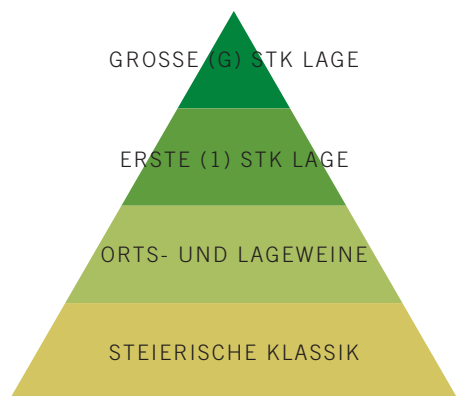 GROSSE (G) STK LAGE
ERSTE (1) STK LAGE
ORTS- UND LAGEWEINE
STEIERISCHE KLASSIK